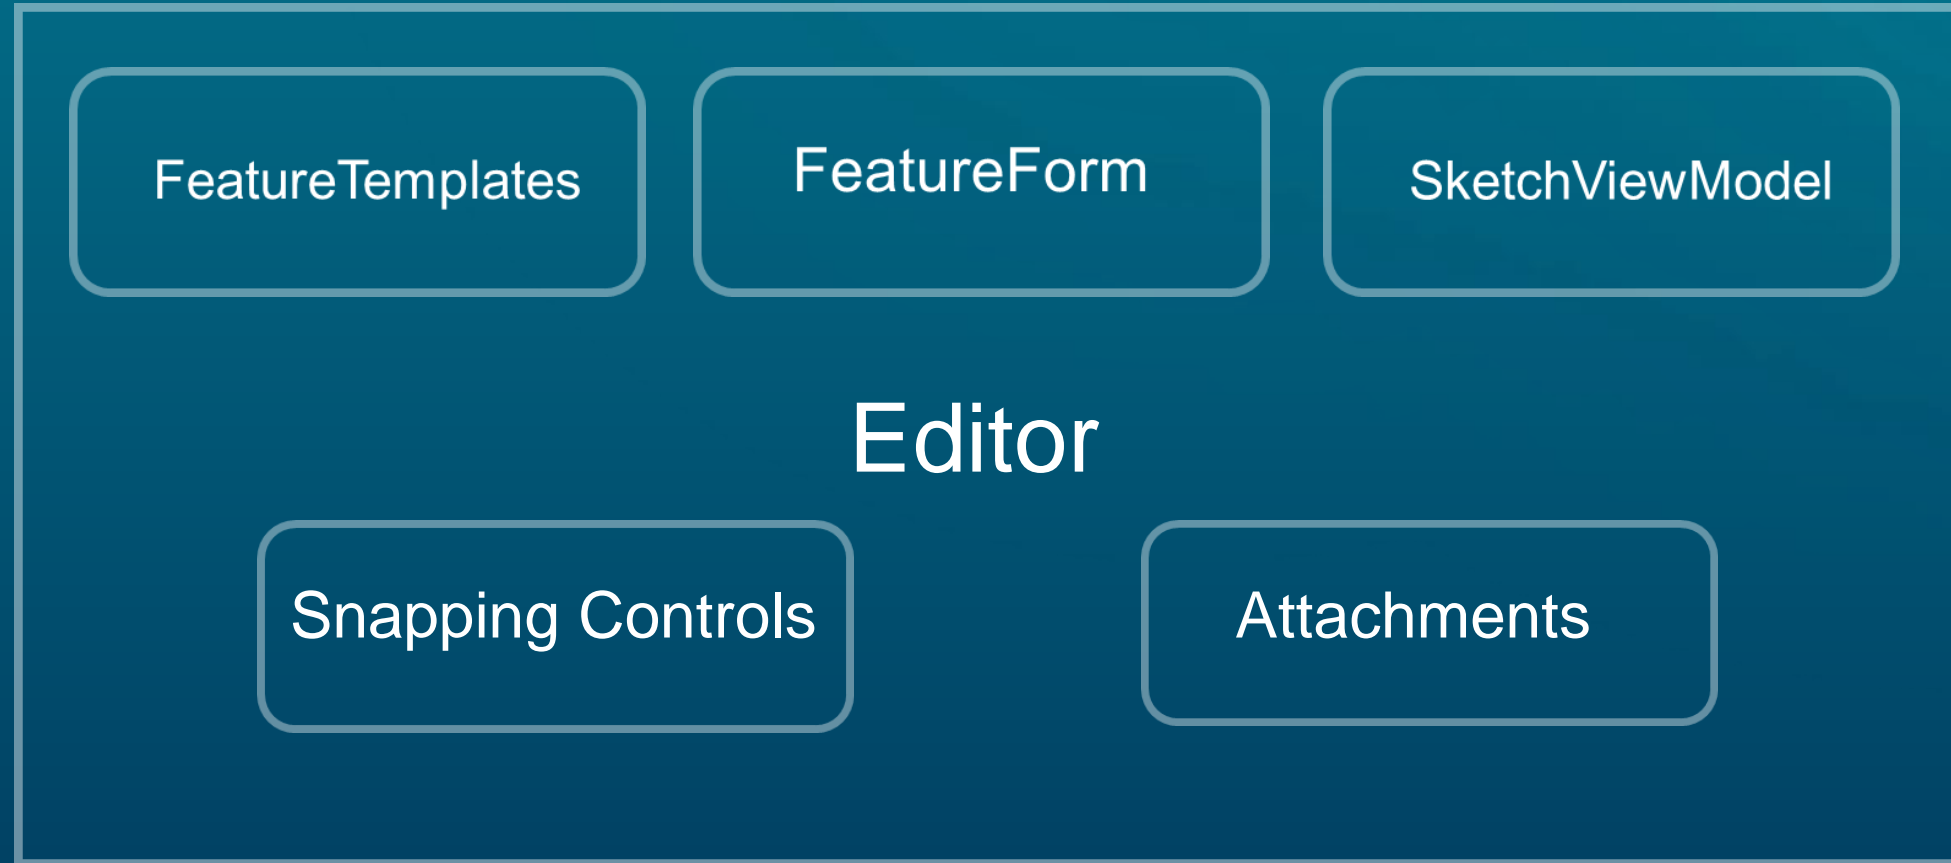 FeatureTemplates
FeatureForm
SketchViewModel
Editor
Snapping Controls
Attachments